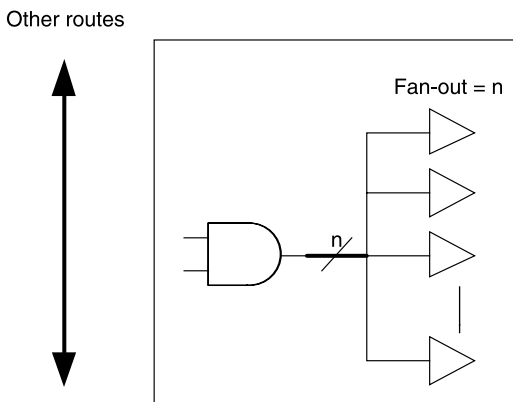 Other routes
Fan-out = n
n